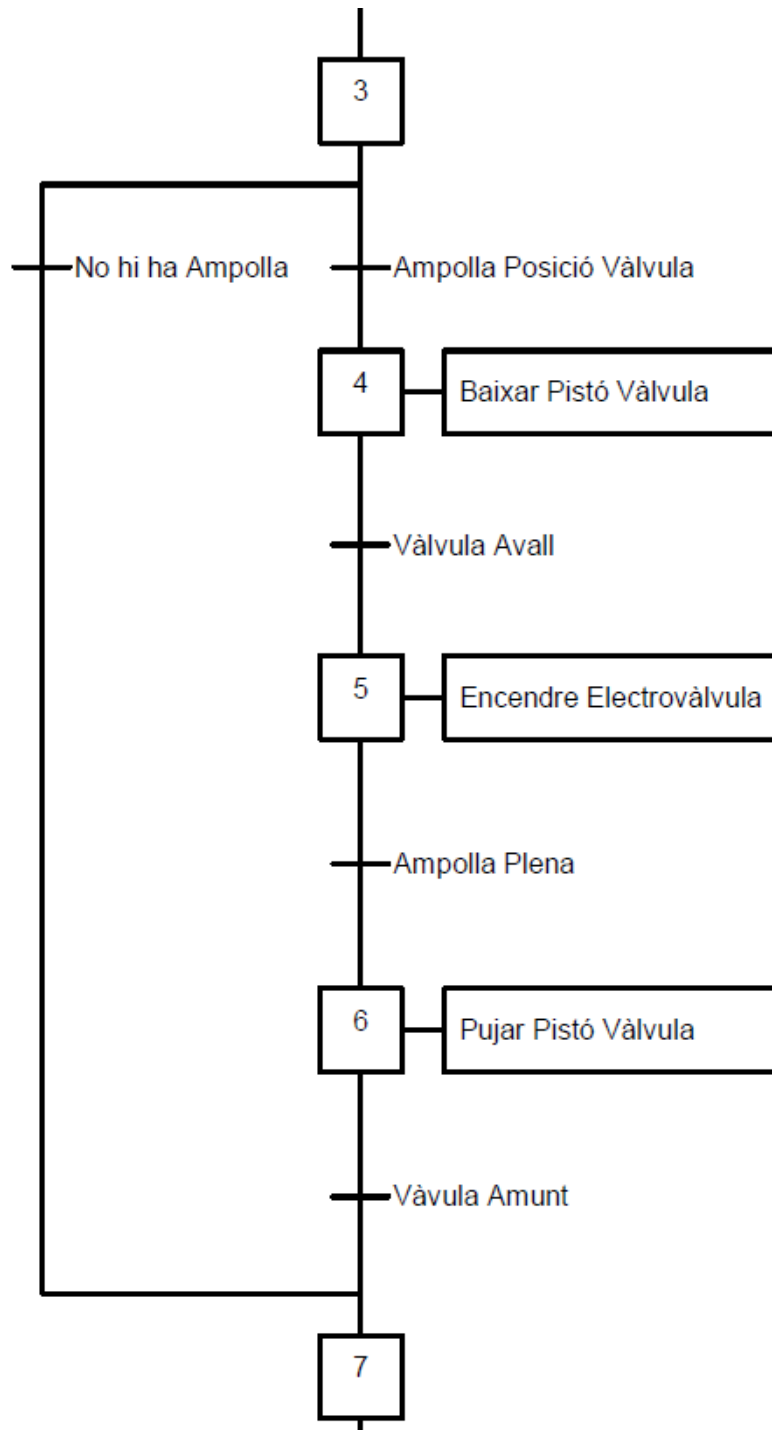 3
No hi ha Ampolla
Ampolla Posició Vàlvula
4
Baixar Pistó Vàlvula
Vàlvula Avall
5
Encendre Electrovàlvula
Ampolla Plena
6
Pujar Pistó Vàlvula
Vàvula Amunt
7